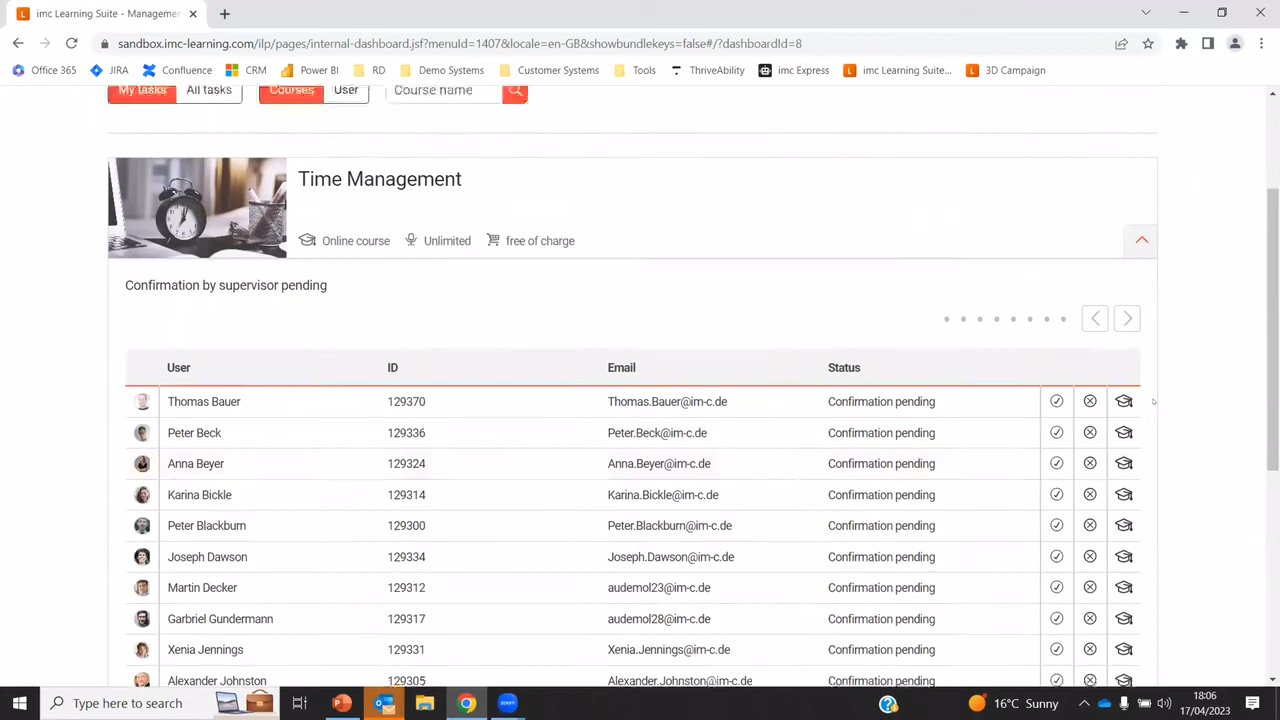 imc Learning Suite - Managemer
sandbox.imc-learning.com/ilp/pages/internal-dashboard.jsf?menuId=1407&locale=en-GB&showbundlekeys=false#/?dashboardId=8
Office 365 JIRA Confluence CRM Power BI RD Demo Systems Customer Systems Tools ThriveAbility imc Express imc Learning Suite... 3D Campaign
My tasks All tasks Courses User Course name
Time Management
Online course Unlimited free of charge
Confirmation by supervisor pending
User ID Email Status
Thomas Bauer 129370 Thomas.Bauer@im-c.de Confirmation pending
Peter Beck 129336 Peter.Beck@im-c.de Confirmation pending
Anna Beyer 129324 Anna.Beyer@im-c.de Confirmation pending
Karina Bickle 129314 Karina.Bickle@im-c.de Confirmation pending
Peter Blackburn 129300 Peter.Blackburn@im-c.de Confirmation pending
Joseph Dawson 129334 Joseph.Dawson@im-c.de Confirmation pending
Martin Decker 129312 audemol23@im-c.de Confirmation pending
Garbriel Gundermann 129317 audemol28@im-c.de Confirmation pending
Xenia Jennings 129331 Xenia.Jennings@im-c.de Confirmation pending
Alexander Johnston 129305 Alexander.Johnston@im-c.de Confirmation pending
Type here to search 16°C Sunny 18:06
17/04/2023